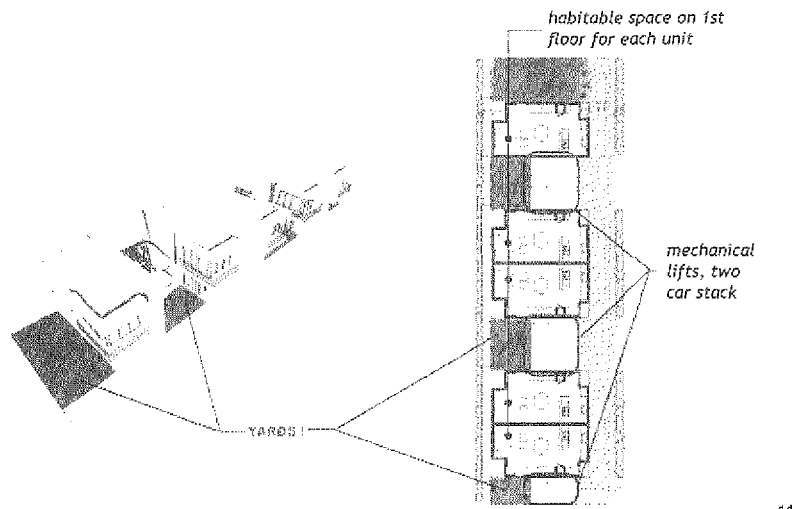 habitable space on 1st
floor for each unit
mechanical
lifts, two
car stack
YARDS!